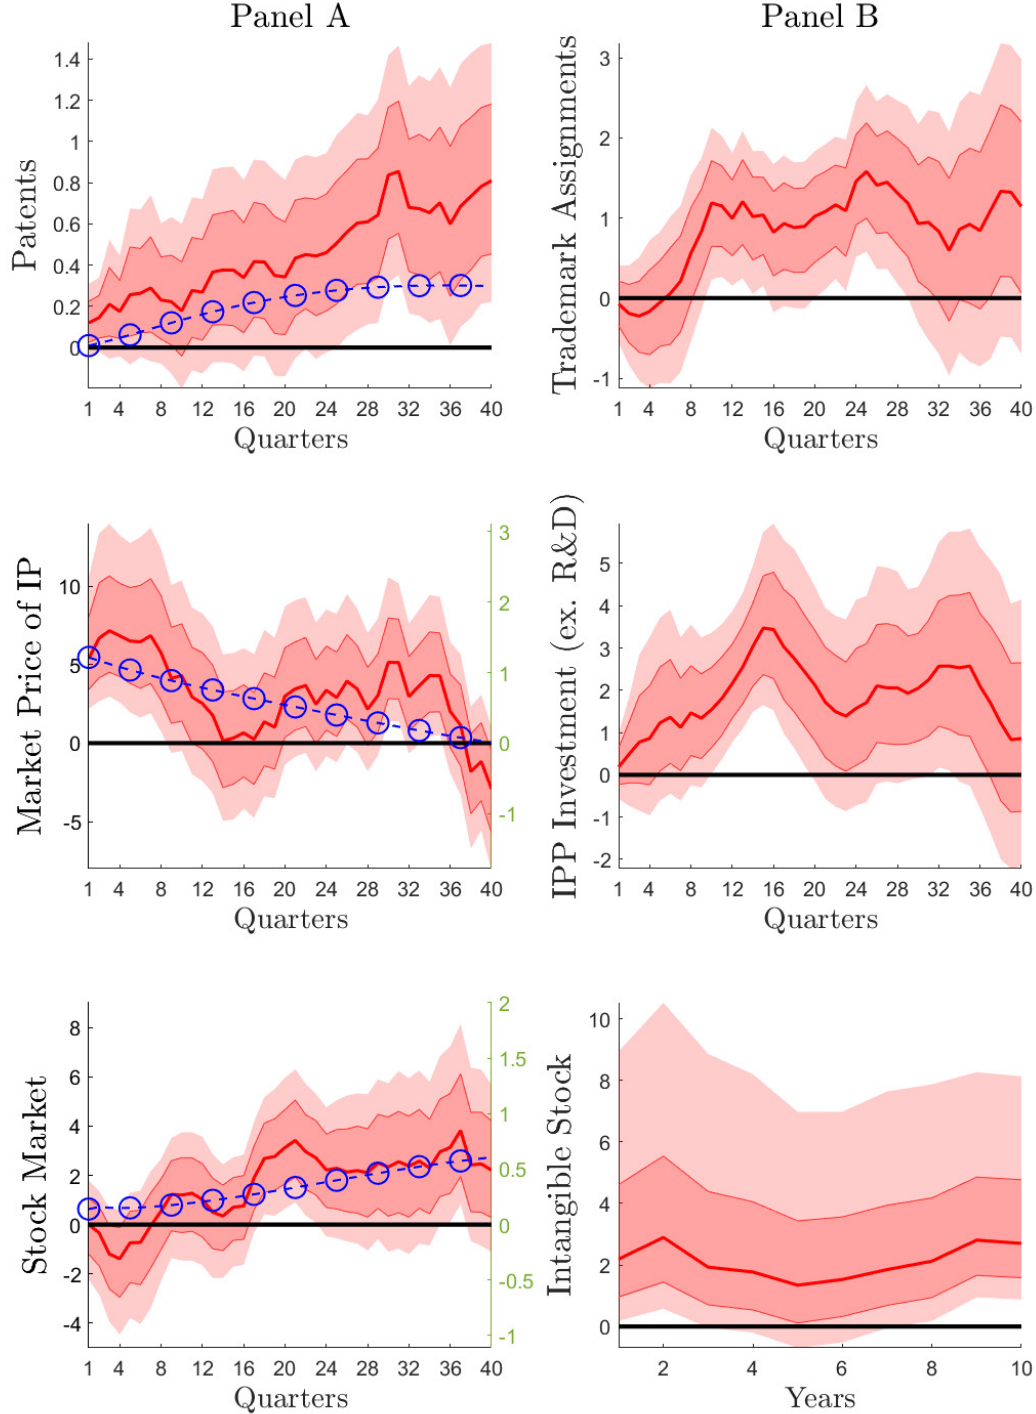 Panel A
Patents
1.4
1.2
1
0.8
0.6
0.4
0.2
0
1 4 8 12 16 20 24 28 32 36 40
Quarters
Panel B
Trademark Assignments
3
2
1
0
-1
1 4 8 12 16 20 24 28 32 36 40
Quarters
Market Price of IP
10
5
0
-5
3
2
1
0
-1
1 4 8 12 16 20 24 28 32 36 40
Quarters
IPP Investment (ex. R&D)
5
4
3
2
1
0
-1
-2
1 4 8 12 16 20 24 28 32 36 40
Quarters
Stock Market
8
6
4
2
0
-2
-4
2
1.5
1
0.5
0
-0.5
-1
1 4 8 12 16 20 24 28 32 36 40
Quarters
Intangible Stock
10
8
6
4
2
0
2 4 6 8 10
Years